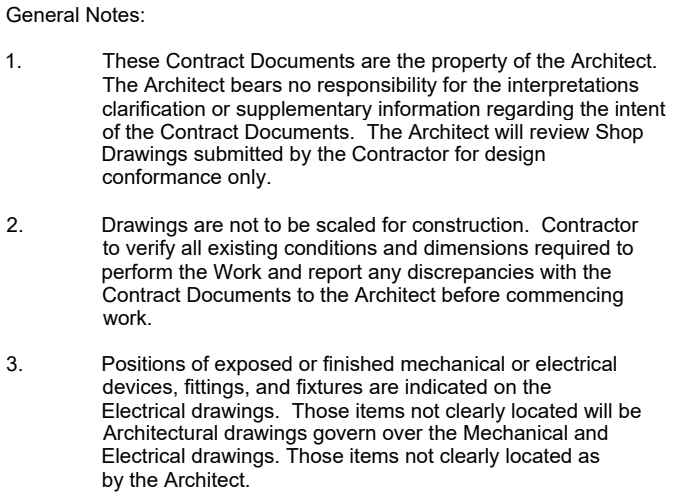 General Notes:
1. These Contract Documents are the property of the Architect.
The Architect bears no responsibility for the interpretations
clarification or supplementary information regarding the intent
of the Contract Documents.  The Architect will review Shop
Drawings submitted by the Contractor for design
conformance only.
2. Drawings are not to be scaled for construction.  Contractor
to verify all existing conditions and dimensions required to
perform the Work and report any discrepancies with the
Contract Documents to the Architect before commencing
work.
3. Positions of exposed or finished mechanical or electrical
devices, fittings, and fixtures are indicated on the
Electrical drawings.  Those items not clearly located will be
Architectural drawings govern over the Mechanical and
Electrical drawings. Those items not clearly located as
by the Architect.